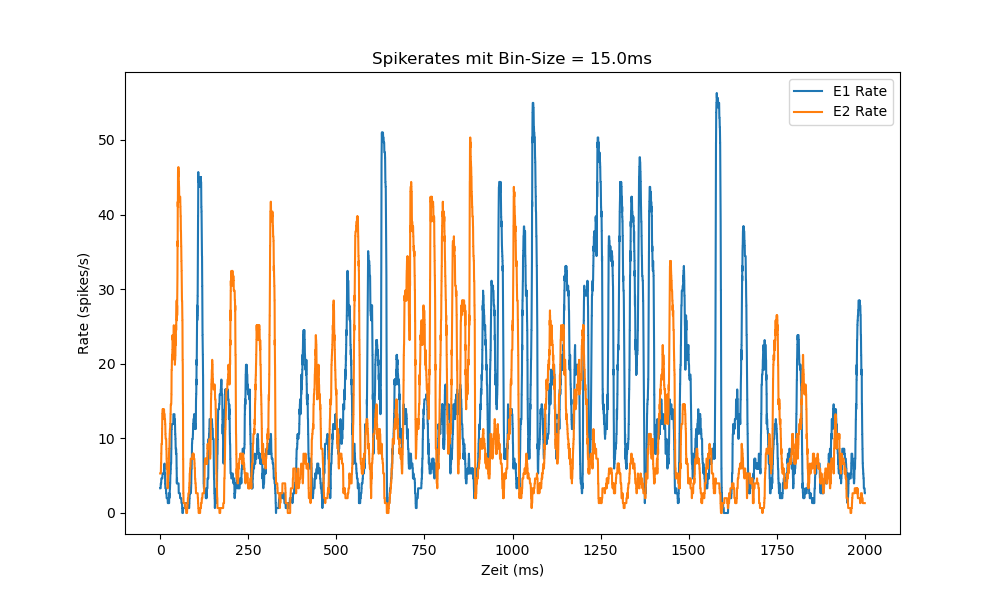 Spikerates mit Bin-Size = 15.0ms
E1 Rate
E2 Rate
50
40
30
20
10
0
Rate (spikes/s)
0 250 500 750 1000 1250 1500 1750 2000
Zeit (ms)